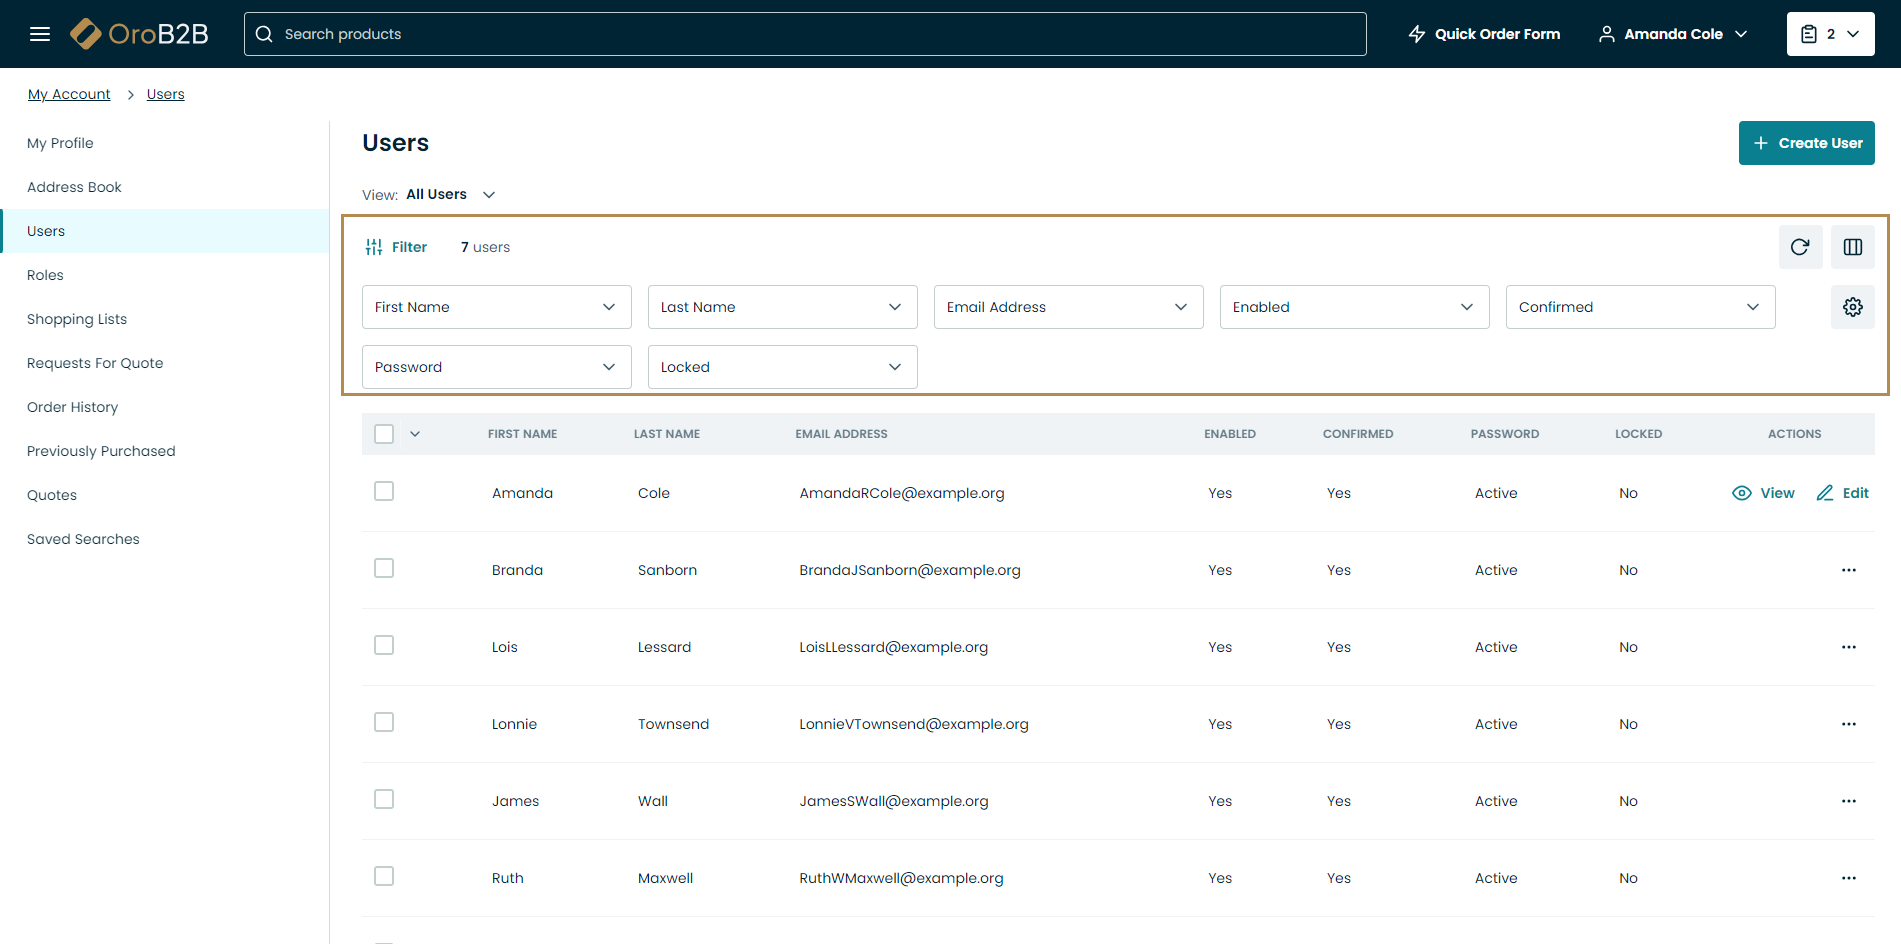 OroB2B
Search products
Quick Order Form
Amanda Cole
2
My Account > Users
My Profile
Address Book
Users
Roles
Shopping Lists
Requests For Quote
Order History
Previously Purchased
Quotes
Saved Searches
Users
Create User
View: All Users
Filter 7 users
First Name Last Name Email Address Enabled Confirmed
Password Locked
FIRST NAME LAST NAME EMAIL ADDRESS ENABLED CONFIRMED PASSWORD LOCKED ACTIONS
Amanda Cole AmandaRCole@example.org Yes Yes Active No View Edit
Branda Sanborn BrandaJSanborn@example.org Yes Yes Active No ...
Lois Lessard LoisLLessard@example.org Yes Yes Active No ...
Lonnie Townsend LonnieVTownsend@example.org Yes Yes Active No ...
James Wall JamesSWall@example.org Yes Yes Active No ...
Ruth Maxwell RuthWMaxwell@example.org Yes Yes Active No ...